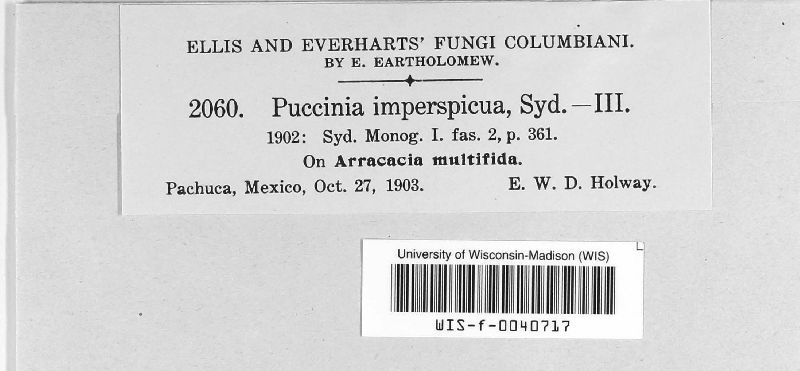 ELLIS AND EVERHARTS' FUNGI COLUMBIANI.
BY E. EARTHOLOMEW.
2060. Puccinia imperspicua, Syd.—III.
1902: Syd. Monog. I. fas. 2, p. 361.
On Arracacia multifida.
Pachuca, Mexico, Oct. 27, 1903. E. W. D. Holway.
University of Wisconsin-Madison (WIS)
WIS-f-0040717